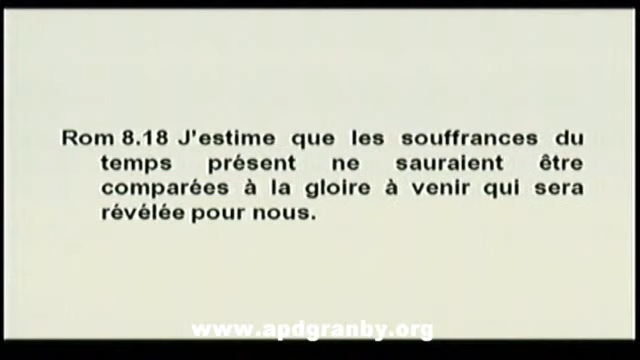 Rom 8.18 J'estime que les souffrances du
temps présent ne sauraient être
comparées à la gloire à venir qui sera
révélée pour nous.
www.apdgranby.org